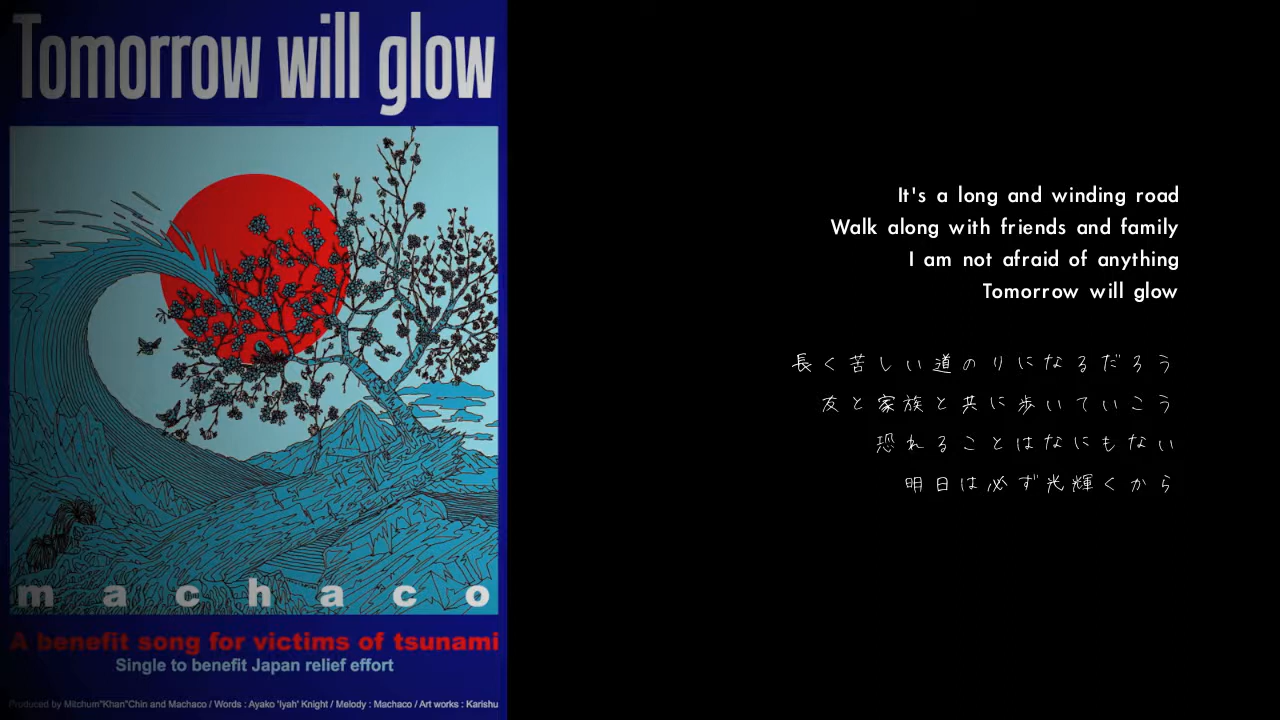 Tomorrow will glow
machaco
A benefit song for victims of tsunami
Single to benefit Japan relief effort
Produced by Mitchum"Khan"Chin and Machaco / Words : Ayako 'Iyah' Knight / Melody : Machaco / Art works : Karishu
It's a long and winding road
Walk along with friends and family
I am not afraid of anything
Tomorrow will glow
長く苦しい道のりになるだろう
友と家族と共に歩いていこう
恐れることはなにもない
明日は必ず光輝くから